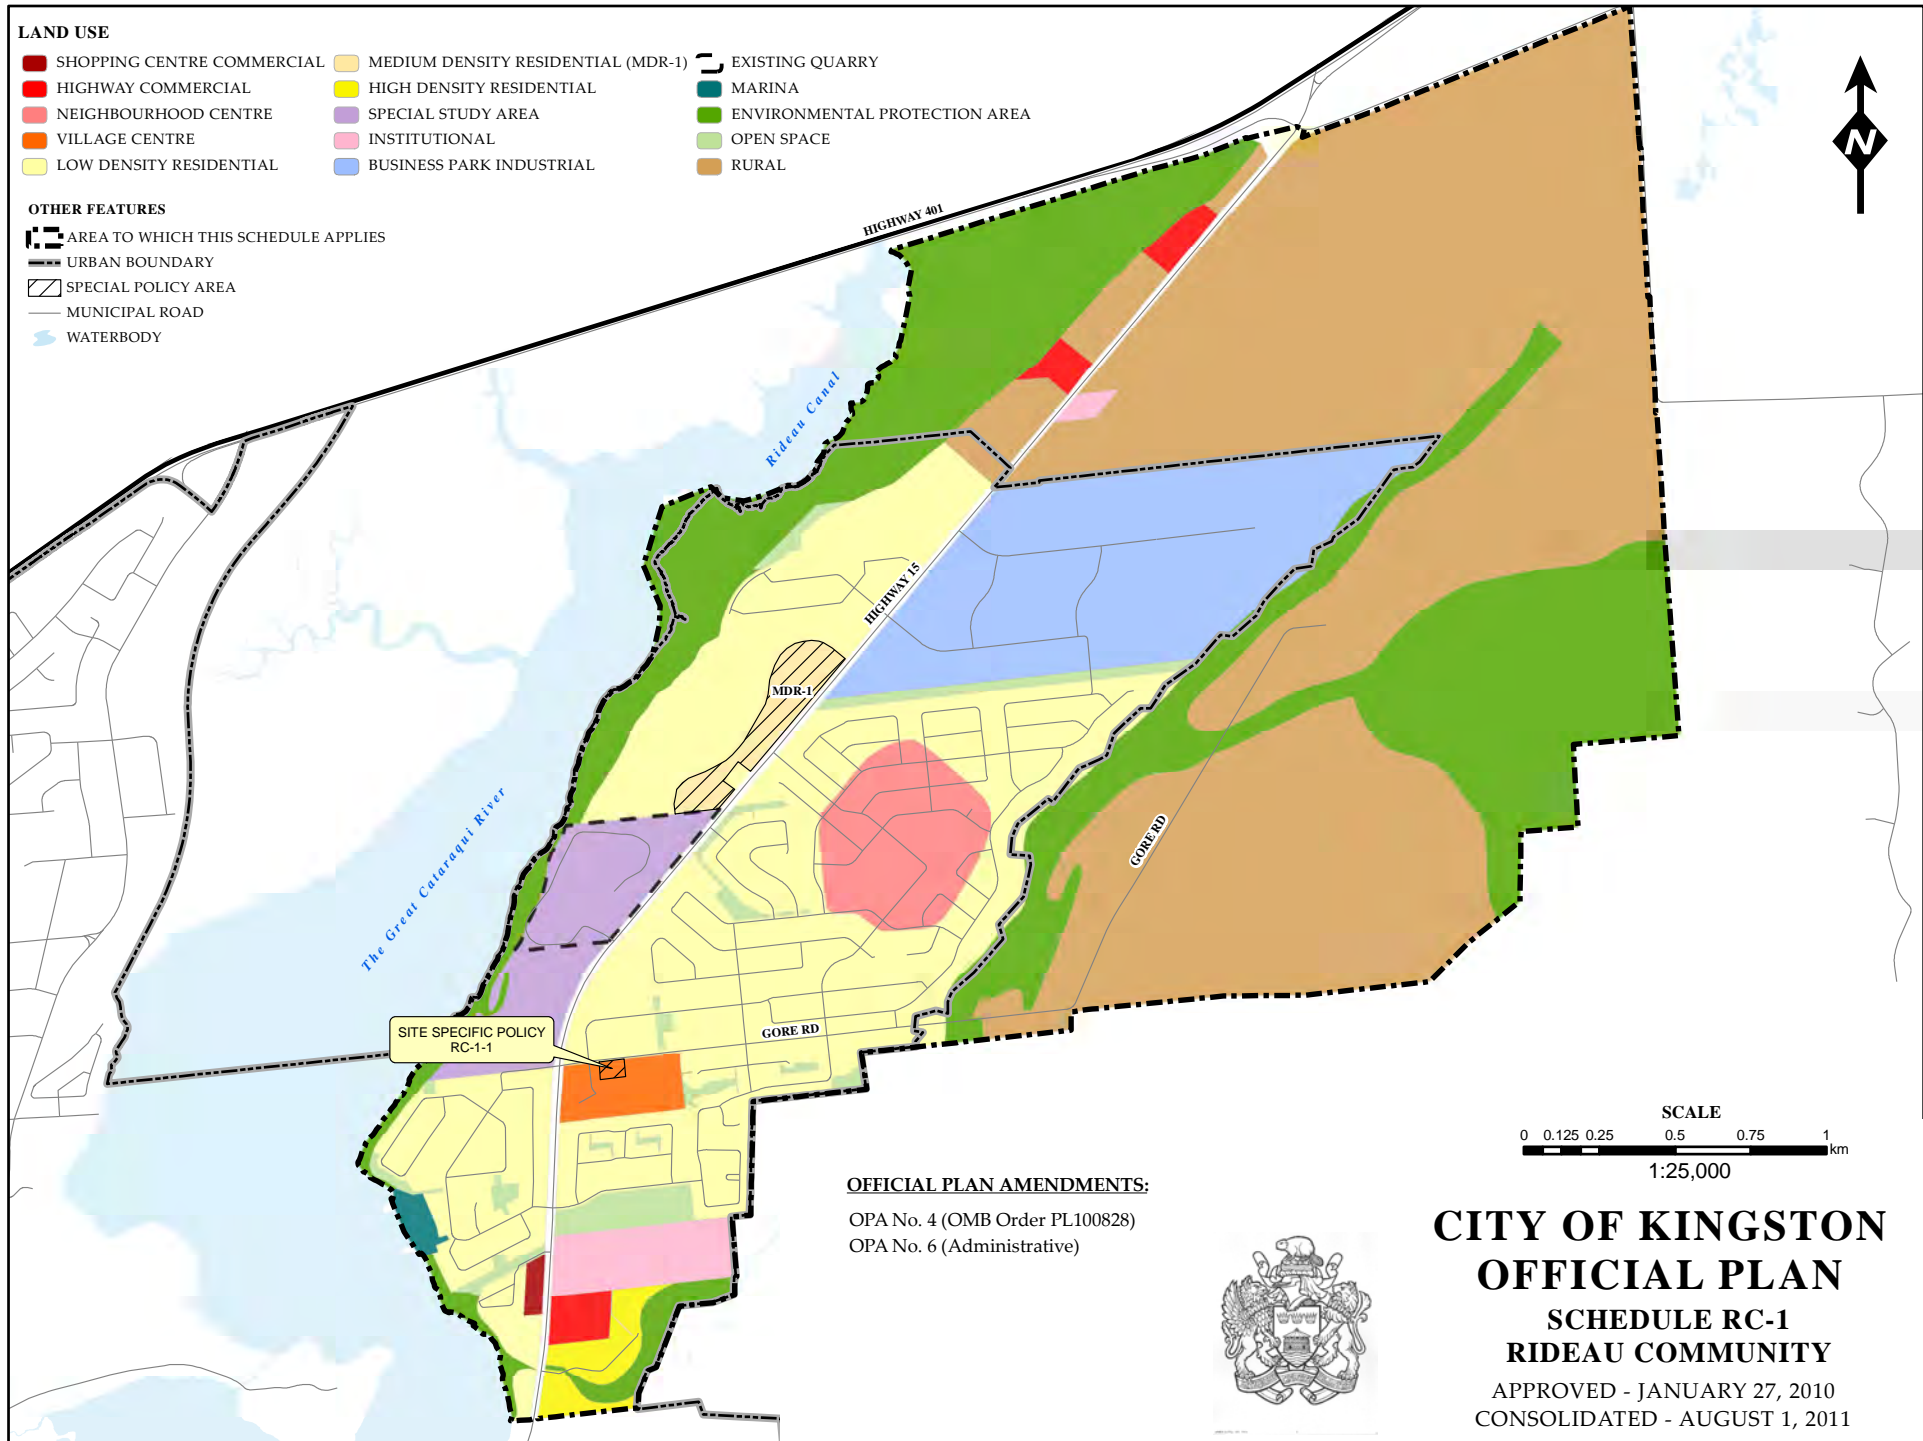 LAND USE
SHOPPING CENTRE COMMERCIAL
HIGHWAY COMMERCIAL
NEIGHBOURHOOD CENTRE
VILLAGE CENTRE
LOW DENSITY RESIDENTIAL
MEDIUM DENSITY RESIDENTIAL (MDR-1)
HIGH DENSITY RESIDENTIAL
SPECIAL STUDY AREA
INSTITUTIONAL
BUSINESS PARK INDUSTRIAL
EXISTING QUARRY
MARINA
ENVIRONMENTAL PROTECTION AREA
OPEN SPACE
RURAL
OTHER FEATURES
AREA TO WHICH THIS SCHEDULE APPLIES
URBAN BOUNDARY
SPECIAL POLICY AREA
MUNICIPAL ROAD
WATERBODY
N
HIGHWAY 401
Rideau Canal
HIGHWAY 15
MDR-1
The Great Cataraqui River
GORE RD
SITE SPECIFIC POLICY
RC-1-1
GORE RD
OFFICIAL PLAN AMENDMENTS:
OPA No. 4 (OMB Order PL100828)
OPA No. 6 (Administrative)
SCALE
0 0.125 0.25 0.5 0.75 1
km
1:25,000
CITY OF KINGSTON
OFFICIAL PLAN
SCHEDULE RC-1
RIDEAU COMMUNITY
APPROVED - JANUARY 27, 2010
CONSOLIDATED - AUGUST 1, 2011